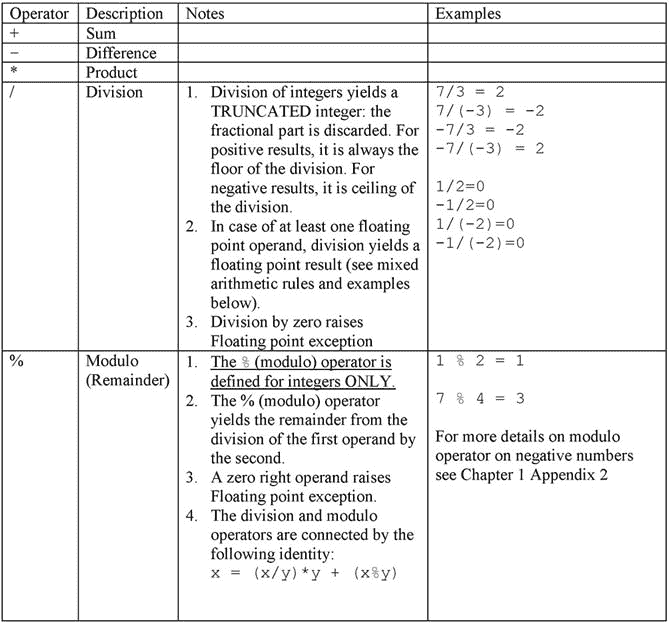 Operator Description Notes Examples
+ Sum
− Difference
* Product
/ Division
1. Division of integers yields a
TRUNCATED integer: the
fractional part is discarded. For
positive results, it is always the
floor of the division. For
negative results, it is ceiling of
the division.
2. In case of at least one floating
point operand, division yields a
floating point result (see mixed
arithmetic rules and examples
below).
3. Division by zero raises
Floating point exception
7/3 = 2
7/(-3) = -2
-7/3 = -2
-7/(-3) = 2
1/2=0
-1/2=0
1/(-2)=0
-1/(-2)=0
% Modulo
(Remainder)
1. The % (modulo) operator is
defined for integers ONLY.
2. The % (modulo) operator
yields the remainder from the
division of the first operand by
the second.
3. A zero right operand raises
Floating point exception.
4. The division and modulo
operators are connected by the
following identity:
x = (x/y)*y + (x%y)
1 % 2 = 1
7 % 4 = 3
For more details on modulo
operator on negative numbers
see Chapter 1 Appendix 2